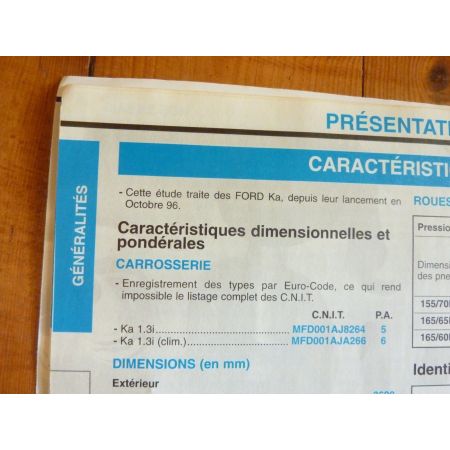 PRÉSENTATI
CARACTÉRISTI
GÉNÉRALITÉS
- Cette étude traite des FORD Ka, depuis leur lancement en
Octobre 96.
Caractéristiques dimensionnelles et
pondérales
CARROSSERIE
- Enregistrement des types par Euro-Code, ce qui rend
impossible le listage complet des C.N.I.T.
C.N.I.T. P.A.
- Ka 1.3i MFD001AJ8264 5
- Ka 1.3i (clim.) MFD001AJA266 6
DIMENSIONS (en mm)
Extérieur
ROUES
Pression
Dimensi
des pne
155/70
165/65
165/60
Identi